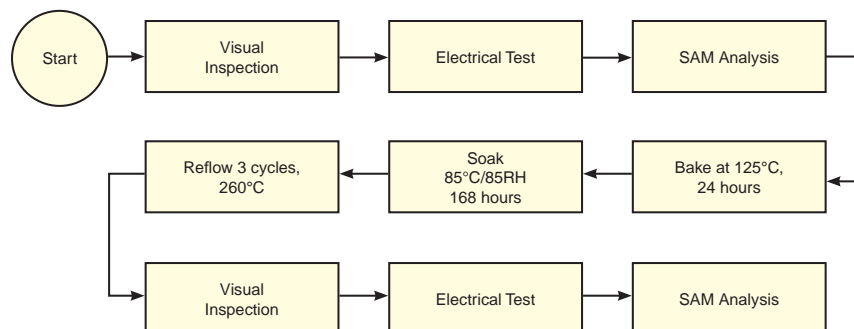 Start
Visual
Inspection
Electrical Test
SAM Analysis
Bake at 125°C,
24 hours
Soak
85°C/85RH
168 hours
Reflow 3 cycles,
260°C
Visual
Inspection
Electrical Test
SAM Analysis